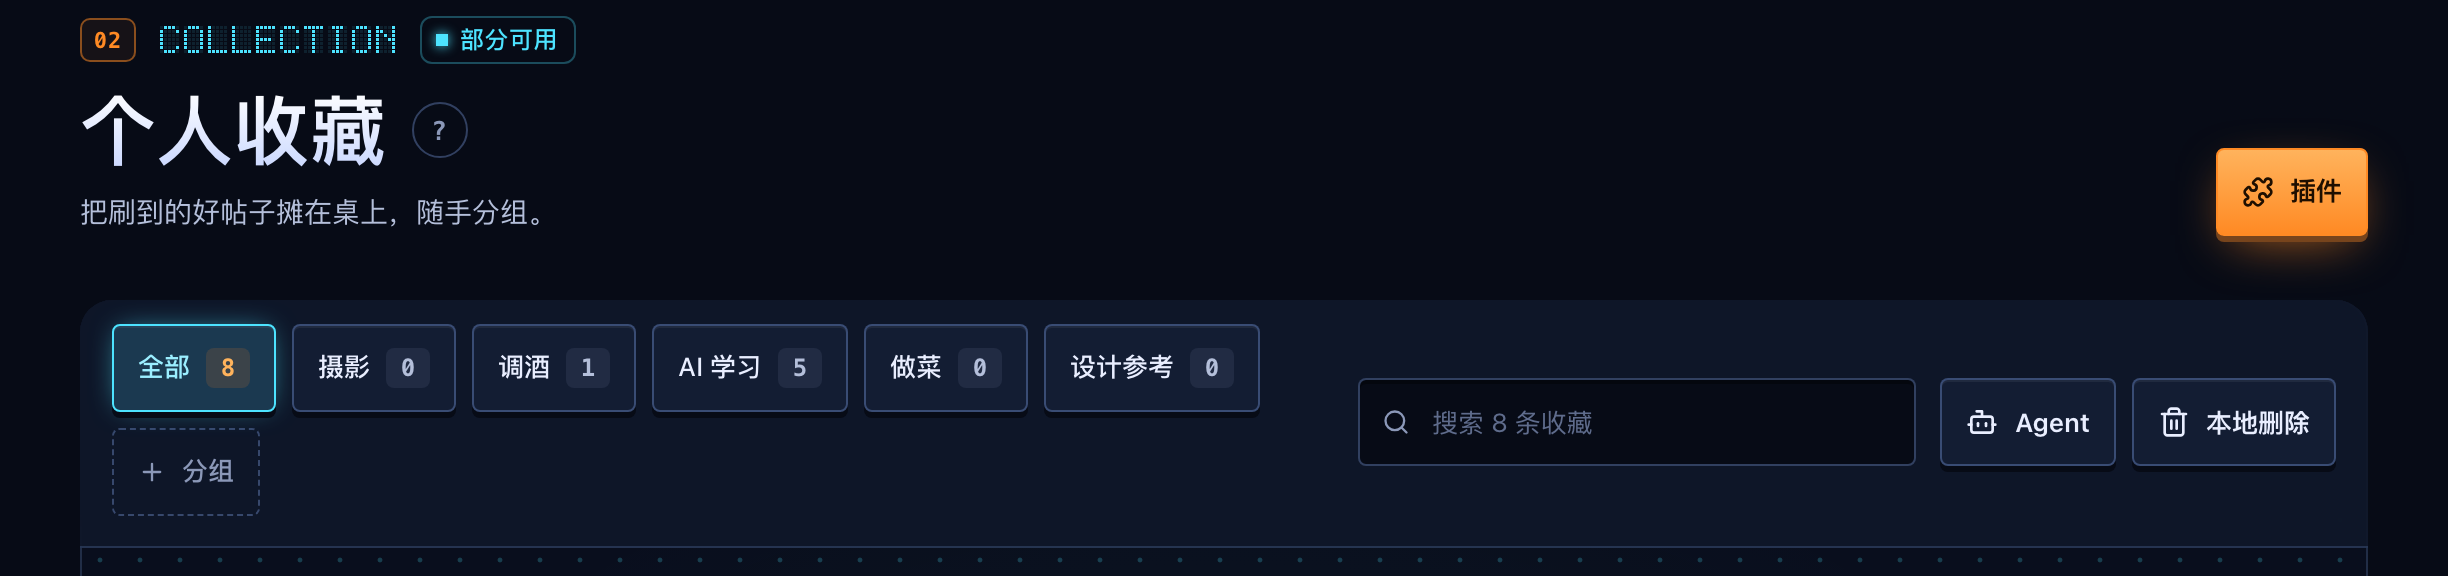 02 COLLECTION 部分可用
个人收藏 ?
把刷到的好帖子摊在桌上，随手分组。
插件
全部 8 摄影 0 调酒 1 AI 学习 5 做菜 0 设计参考 0
搜索 8 条收藏 Agent 本地删除
+ 分组